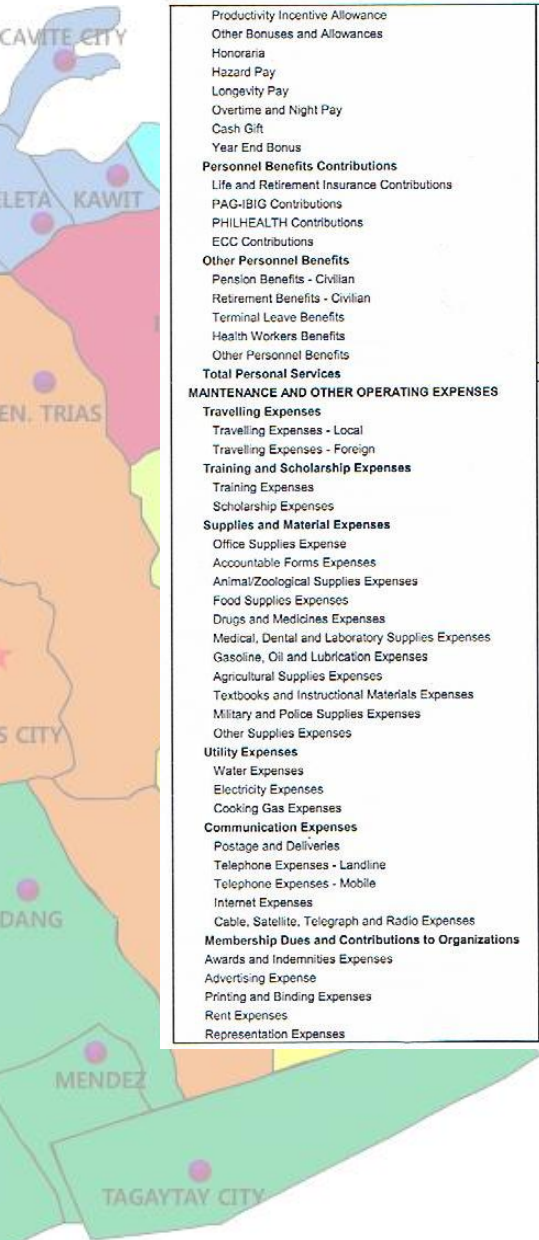 CAVITE CITY
KAWIT
EN. TRIAS
S CITY
DANG
MENDEZ
TAGAYTAY CITY
Productivity Incentive Allowance
Other Bonuses and Allowances
Honoraria
Hazard Pay
Longevity Pay
Overtime and Night Pay
Cash Gift
Year End Bonus
Personnel Benefits Contributions
Life and Retirement Insurance Contributions
PAG-IBIG Contributions
PHILHEALTH Contributions
ECC Contributions
Other Personnel Benefits
Pension Benefits - Civilian
Retirement Benefits - Civilian
Terminal Leave Benefits
Health Workers Benefits
Other Personnel Benefits
Total Personal Services
MAINTENANCE AND OTHER OPERATING EXPENSES
Travelling Expenses
Travelling Expenses - Local
Travelling Expenses - Foreign
Training and Scholarship Expenses
Training Expenses
Scholarship Expenses
Supplies and Material Expenses
Office Supplies Expense
Accountable Forms Expenses
Animal/Zoological Supplies Expenses
Food Supplies Expenses
Drugs and Medicines Expenses
Medical, Dental and Laboratory Supplies Expenses
Gasoline, Oil and Lubrication Expenses
Agricultural Supplies Expenses
Textbooks and Instructional Materials Expenses
Military and Police Supplies Expenses
Other Supplies Expenses
Utility Expenses
Water Expenses
Electricity Expenses
Cooking Gas Expenses
Communication Expenses
Postage and Deliveries
Telephone Expenses - Landline
Telephone Expenses - Mobile
Internet Expenses
Cable, Satellite, Telegraph and Radio Expenses
Membership Dues and Contributions to Organizations
Awards and Indemnities Expenses
Advertising Expense
Printing and Binding Expenses
Rent Expenses
Representation Expenses